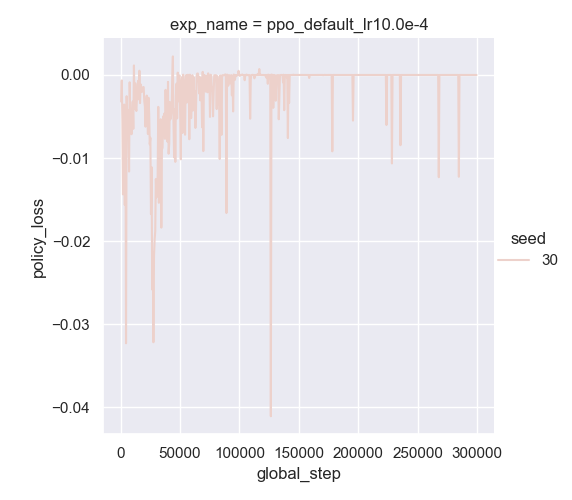 exp_name = ppo_default_lr10.0e-4
0.00
−0.01
−0.02
−0.03
−0.04
policy_loss
0 50000 100000 150000 200000 250000 300000
global_step
seed
30